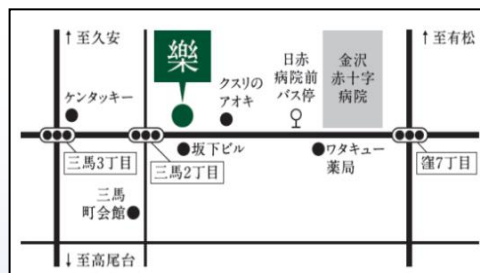 ↑至久安
樂
日赤
病院前
バス停
金沢
赤十字
病院
↑至有松
ケンタッキー
クスリの
アオキ
三馬3丁目
三馬2丁目
坂下ビル
ワタキュー
薬局
窪7丁目
三馬
町会館
↓至高尾台